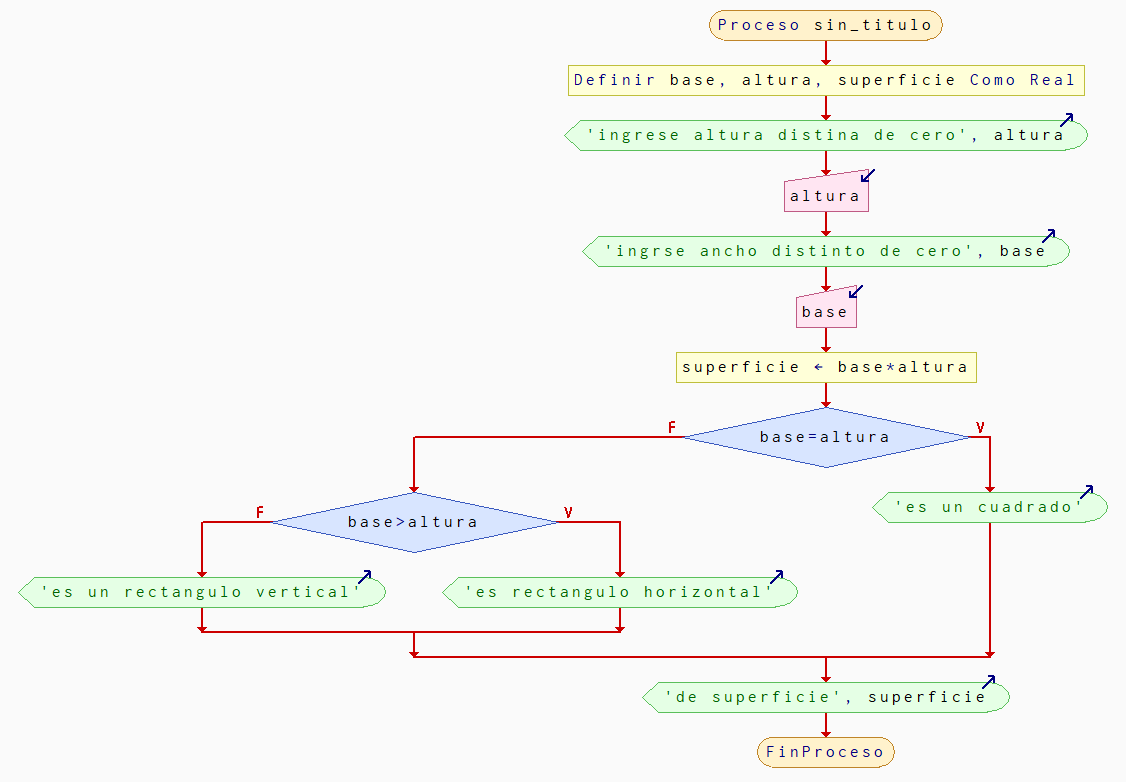 Proceso sin_titulo
Definir base, altura, superficie Como Real
'ingrese altura distina de cero', altura
altura
'ingrse ancho distinto de cero', base
base
superficie ← base*altura
F
base=altura
V
F
base>altura
V
'es un cuadrado'
'es un rectangulo vertical'
'es rectangulo horizontal'
'de superficie', superficie
FinProceso